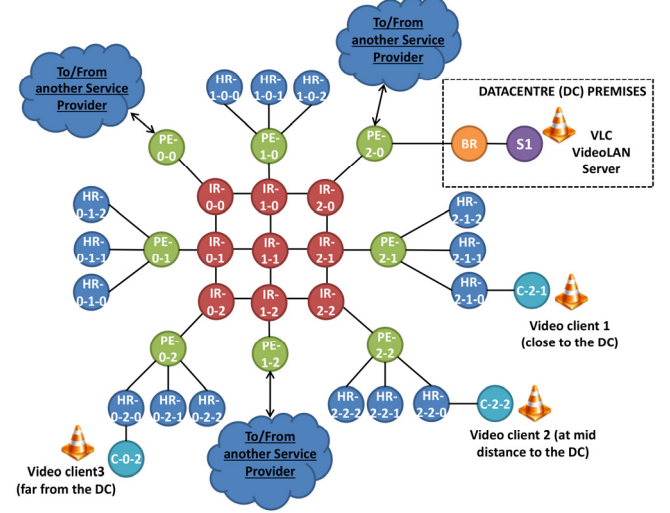 To/From
another Service
Provider
To/From
another Service
Provider
HR-
1-0-0
HR-
1-0-1
HR-
1-0-2
DATACENTRE (DC) PREMISES
PE-
0-0
PE-
1-0
PE-
2-0
BR
S1
VLC
VideoLAN
Server
IR-
0-0
IR-
1-0
IR-
2-0
HR-
0-1-2
HR-
0-1-1
HR-
0-1-0
PE-
0-1
IR-
0-1
IR-
1-1
IR-
2-1
PE-
2-1
HR-
2-1-2
HR-
2-1-1
HR-
2-1-0
C-2-1
Video client 1
(close to the DC)
IR-
0-2
IR-
1-2
IR-
2-2
PE-
0-2
PE-
1-2
PE-
2-2
HR-
0-2-0
HR-
0-2-1
HR-
0-2-2
HR-
2-2-2
HR-
2-2-1
HR-
2-2-0
C-2-2
Video client 2 (at mid
distance to the DC)
To/From
another Service
Provider
C-0-2
Video client3
(far from the DC)